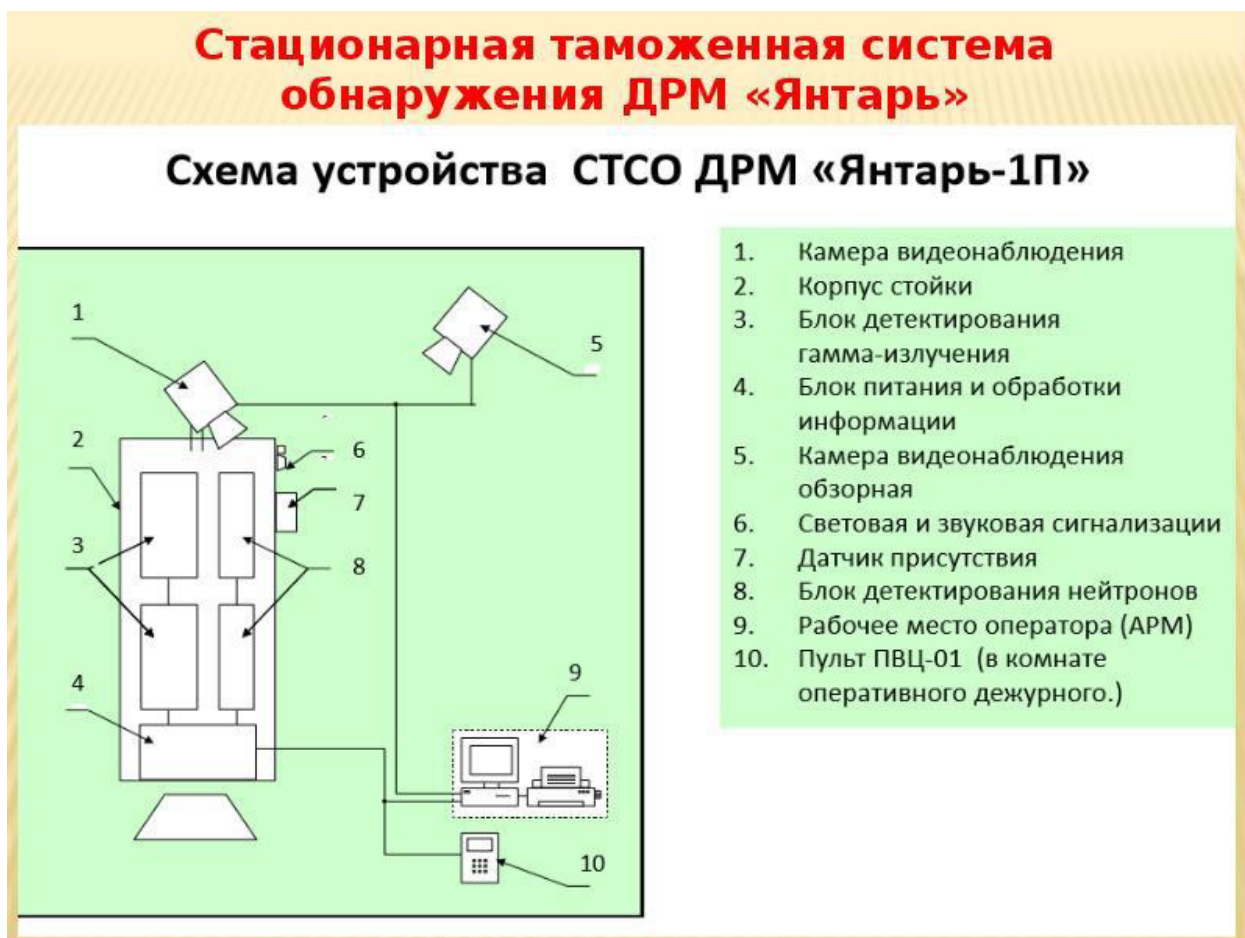 Стационарная таможенная система
обнаружения ДРМ «Янтарь»
Схема устройства СТСО ДРМ «Янтарь-1П»
1
2
3
4
5
6
7
8
9
10
1. Камера видеонаблюдения
2. Корпус стойки
3. Блок детектирования
гамма-излучения
4. Блок питания и обработки
информации
5. Камера видеонаблюдения
обзорная
6. Световая и звуковая сигнализации
7. Датчик присутствия
8. Блок детектирования нейтронов
9. Рабочее место оператора (АРМ)
10. Пульт ПВЦ-01 (в комнате
оперативного дежурного.)